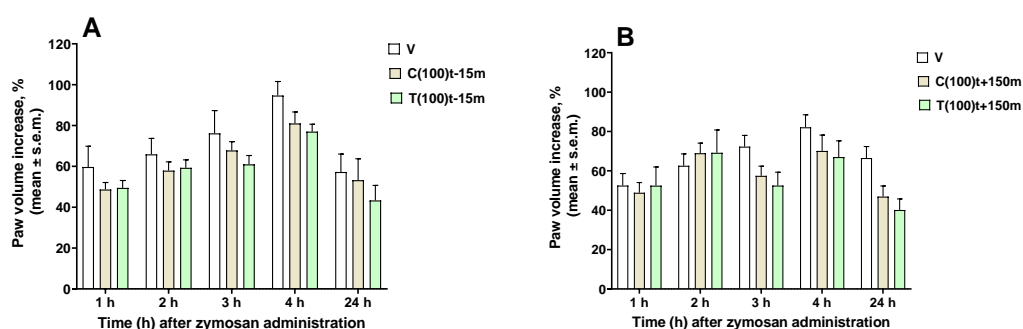 A
V
C(100)t-15m
T(100)t-15m
Paw volume increase, %
(mean ± s.e.m.)
120
100
80
60
40
20
0
1 h 2 h 3 h 4 h 24 h
Time (h) after zymosan administration
B
V
C(100)t+150m
T(100)t+150m
Paw volume increase, %
(mean ± s.e.m.)
120
100
80
60
40
20
0
1 h 2 h 3 h 4 h 24 h
Time (h) after zymosan administration